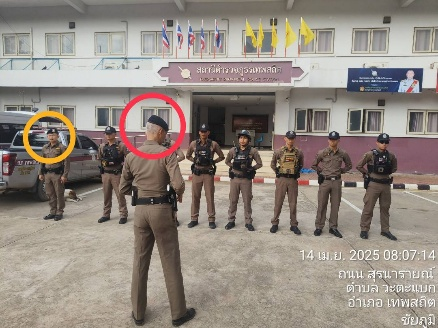 สถานีตำรวจภูธรเทพสถิต
14 เม.ย. 2025 08:07:14
ถนน สุรนารายณ์
ตำบล วะตะแบก
อำเภอ เทพสถิต
ชัยภูมิ